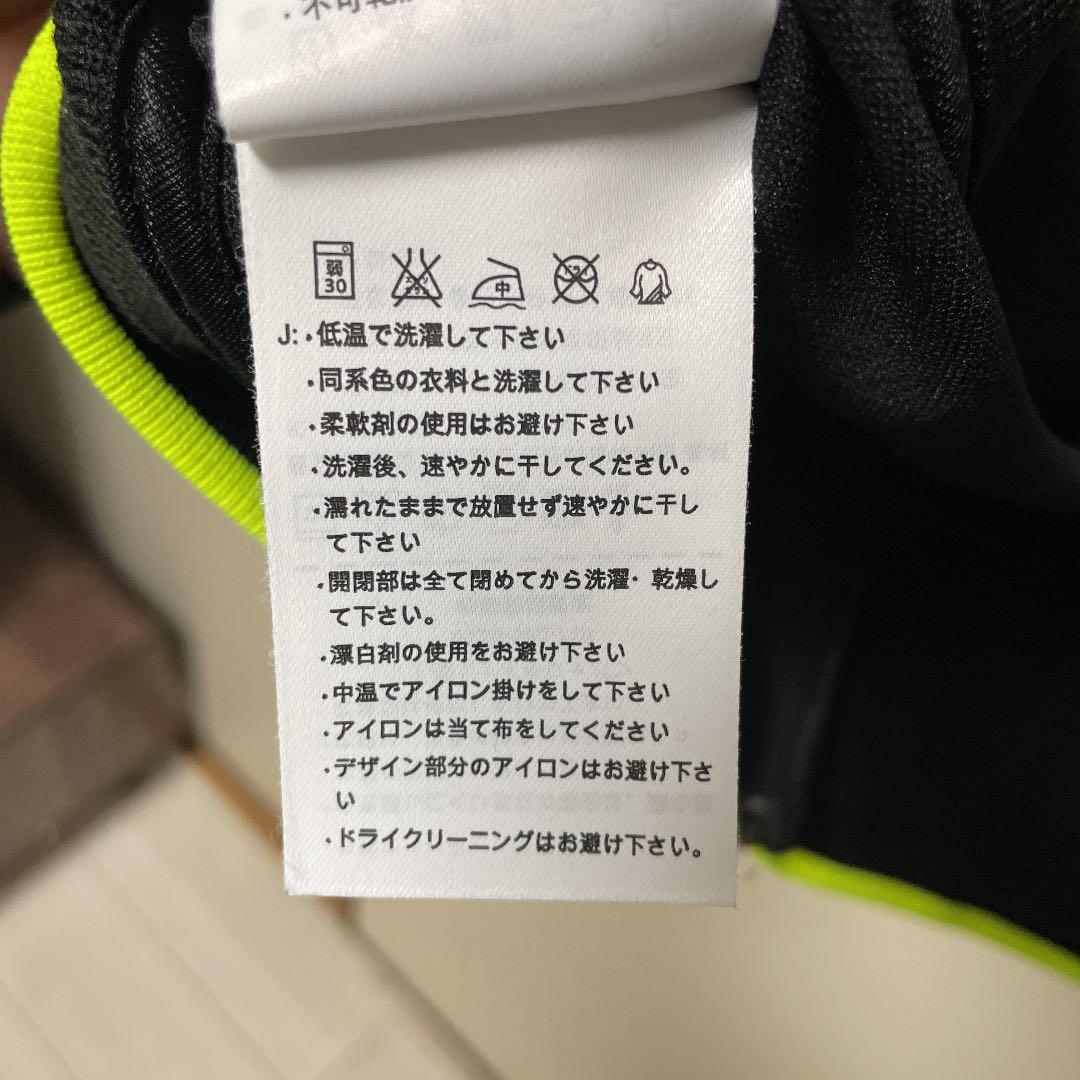 ・不可乾
弱
30
中
J:・低温で洗濯して下さい
・同系色の衣料と洗濯して下さい
・柔軟剤の使用はお避け下さい
・洗濯後、速やかに干してください。
・濡れたままで放置せず速やかに干し
て下さい
・開閉部は全て閉めてから洗濯・乾燥し
て下さい。
・漂白剤の使用をお避け下さい
・中温でアイロン掛けをして下さい
・アイロンは当て布をしてください
・デザイン部分のアイロンはお避け下さ
い
・ドライクリーニングはお避け下さい。